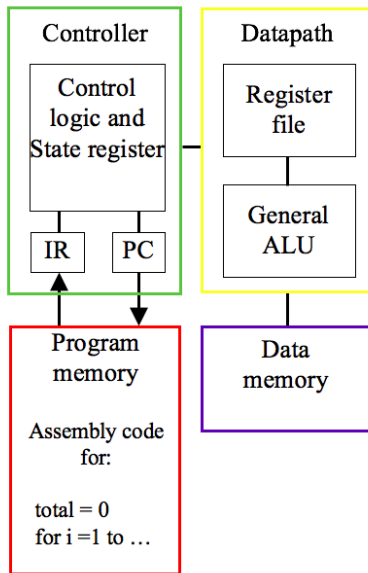 Controller
Control
logic and
State register
IR
PC
Datapath
Register
file
General
ALU
Program
memory
Assembly code
for:
total = 0
for i =1 to …
Data
memory